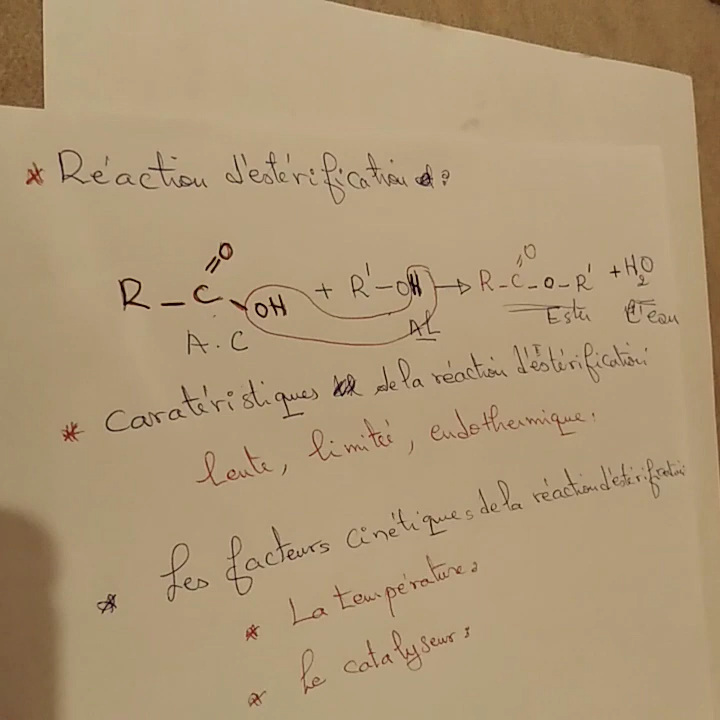 * Réaction d'estérification :
O
R - C = O OH + R' - OH → R - C - O - R' + H2O
A.C AL Ester L'eau
* Caratéristiques de la réaction d'estérification
lente, limitée, endothermique.
* Les facteurs cinétiques de la réaction d'estérification
* La température.
* Le catalyseur :